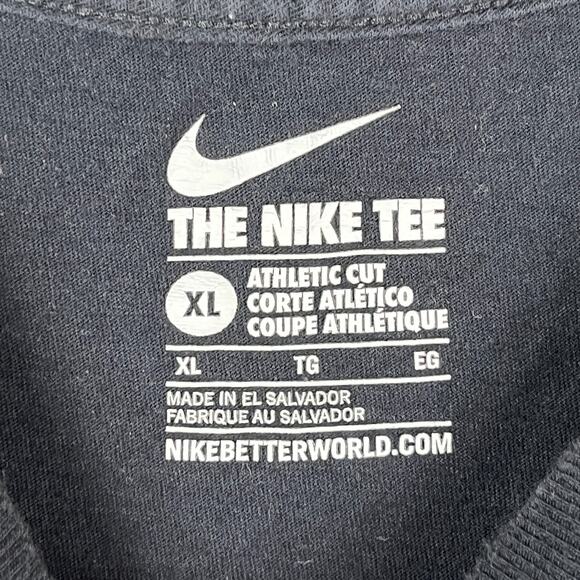 THE NIKE TEE
XL
ATHLETIC CUT
CORTE ATLÉTICO
COUPE ATHLÉTIQUE
XL TG EG
MADE IN EL SALVADOR
FABRIQUE AU SALVADOR
NIKEBETTERWORLD.COM